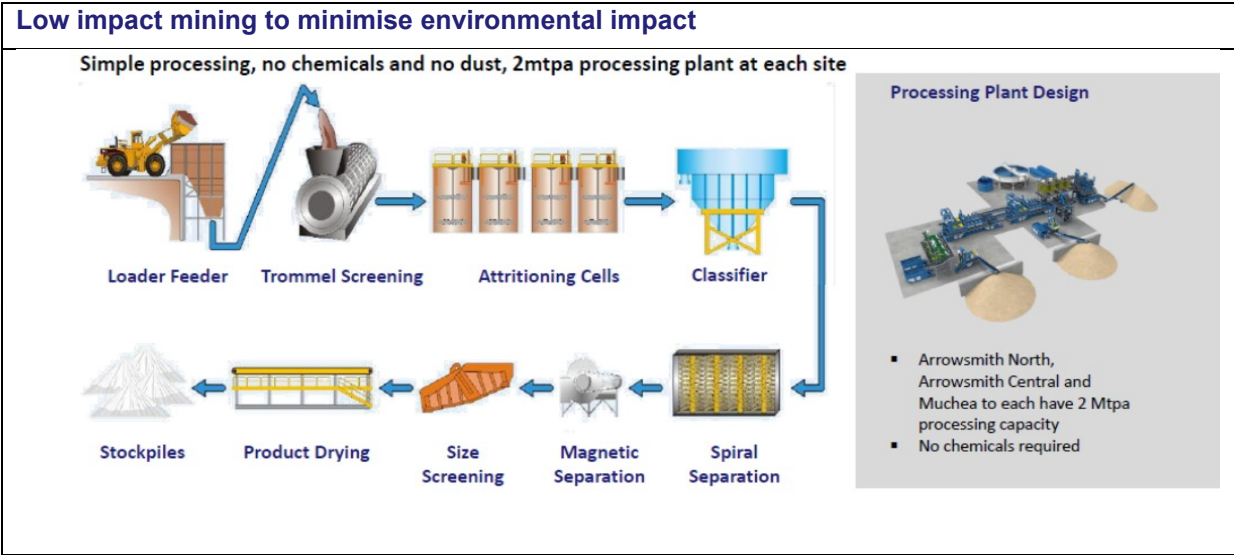 Low impact mining to minimise environmental impact
Simple processing, no chemicals and no dust, 2mtpa processing plant at each site
Loader Feeder
Trommel Screening
Attritioning Cells
Classifier
Stockpiles
Product Drying
Size
Screening
Magnetic
Separation
Spiral
Separation
Processing Plant Design
▪ Arrowsmith North,
Arrowsmith Central and
Muchea to each have 2 Mtpa
processing capacity
▪ No chemicals required